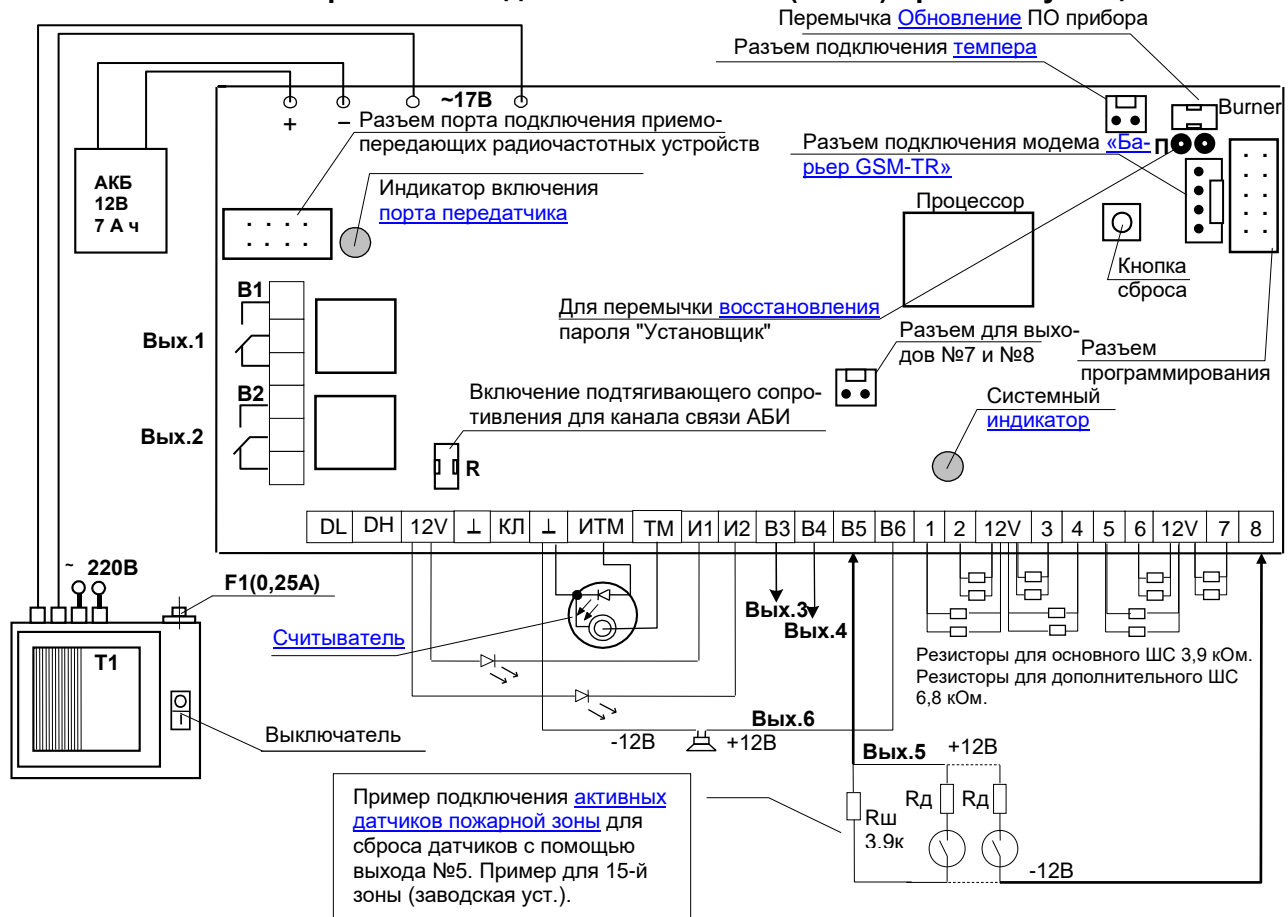 Перемычка Обновление ПО прибора
Разъем подключения темпера
~17В
+
−
Burner
Разъем порта подключения приемо-
передающих радиочастотных устройств
Разъем подключения модема «Ба-
рьер GSM-TR»
П
АКБ
12В
7 А ч
Индикатор включения
порта передатчика
Процессор
Кнопка
сброса
В1
Вых.1
В2
Вых.2
Для перемычки восстановления
пароля "Установщик"
Разъем для выхо-
дов №7 и №8
Разъем
программирования
Включение подтягивающего сопро-
тивления для канала связи АБИ
R
Системный
индикатор
DL DH 12V ⊥ КЛ ⊥ ИТМ ТМ И1 И2 В3 В4 В5 В6 1 2 12V 3 4 5 6 12V 7 8
~ 220В
F1(0,25А)
Т1
Выключатель
Считыватель
Вых.3
Вых.4
Резисторы для основного ШС 3,9 кОм.
Резисторы для дополнительного ШС
6,8 кОм.
Вых.6
-12В
+12В
Вых.5
+12В
Rш
3.9к
Rд
Rд
-12В
Пример подключения активных
датчиков пожарной зоны для
сброса датчиков с помощью
выхода №5. Пример для 15-й
зоны (заводская уст.).